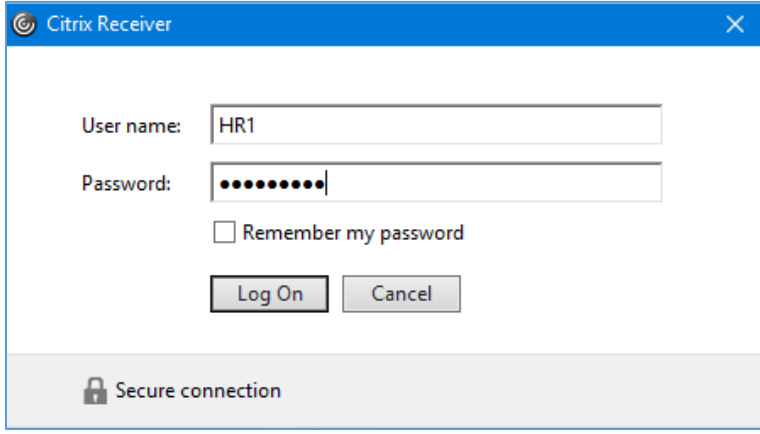 Citrix Receiver
User name: HR1
Password: ●●●●●●●●●
Remember my password
Log On Cancel
Secure connection